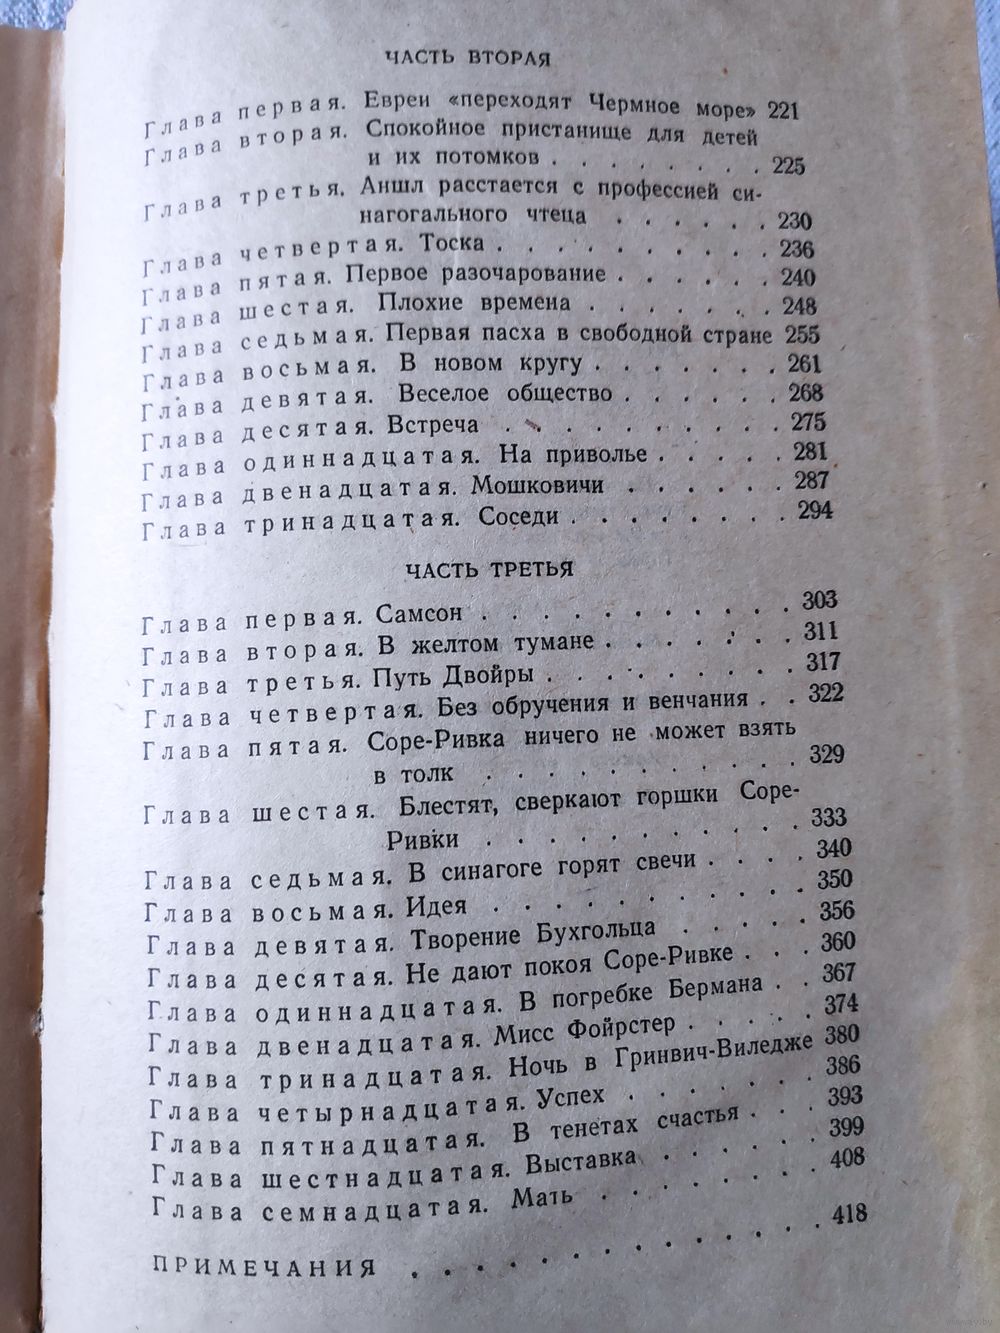 ЧАСТЬ ВТОРАЯ
Глава первая. Евреи «переходят Чермное море» 221
Глава вторая. Спокойное пристанище для детей
и их потомков . . . . . . . 225
Глава третья. Аншл расстается с профессией си-
нагогального чтеца . . . . . . 230
Глава четвертая. Тоска . . . . . . . . . 236
Глава пятая. Первое разочарование . . . . . . 240
Глава шестая. Плохие времена . . . . . . . 248
Глава седьмая. Первая пасха в свободной стране 255
Глава восьмая. В новом кругу . . . . . . . 261
Глава девятая. Веселое общество . . . . . . 268
Глава десятая. Встреча . . . . . . . . . 275
Глава одиннадцатая. На приволье . . . . . 281
Глава двенадцатая. Мошковичи . . . . . . 287
Глава тринадцатая. Соседи . . . . . . . . 294
ЧАСТЬ ТРЕТЬЯ
Глава первая. Самсон . . . . . . . . . . . 303
Глава вторая. В желтом тумане . . . . . . . 311
Глава третья. Путь Двойры . . . . . . . . . 317
Глава четвертая. Без обручения и венчания . . 322
Глава пятая. Соре-Ривка ничего не может взять
в толк . . . . . . . . . . . 329
Глава шестая. Блестят, сверкают горшки Соре-
Ривки . . . . . . . . . . . 333
Глава седьмая. В синагоге горят свечи . . . . 340
Глава восьмая. Идея . . . . . . . . . . 350
Глава девятая. Творение Бухгольца . . . . . 356
Глава десятая. Не дают покоя Соре-Ривке . . . 360
Глава одиннадцатая. В погребке Бермана . . 367
Глава двенадцатая. Мисс Фойрстер . . . . . 374
Глава тринадцатая. Ночь в Гринвич-Виледже 380
Глава четырнадцатая. Успех . . . . . . . 386
Глава пятнадцатая. В тенетах счастья . . . 393
Глава шестнадцатая. Выставка . . . . . . 399
Глава семнадцатая. Мать . . . . . . . . 408
ПРИМЕЧАНИЯ . . . . . . . . . . . . . 418